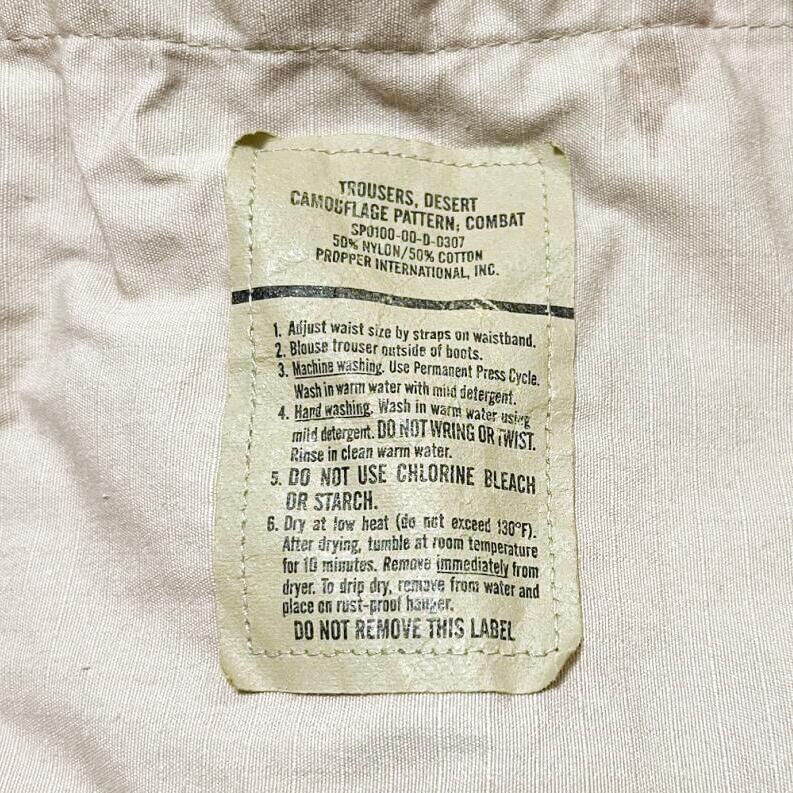 TROUSERS, DESERT
CAMOUFLAGE PATTERN: COMBAT
SPO100-00-D-0307
50% NYLON/50% COTTON
PROPPER INTERNATIONAL, INC.
1. Adjust waist size by straps on waistband.
2. Blouse trouser outside of boots.
3. Machine washing. Use Permanent Press Cycle.
Wash in warm water with mild detergent.
4. Hand washing. Wash in warm water using
mild detergent. DO NOT WRING OR TWIST.
Rinse in clean warm water.
5. DO NOT USE CHLORINE BLEACH
OR STARCH.
6. Dry at low heat (do not exceed 130°F).
After drying, tumble at room temperature
for 10 minutes. Remove immediately from
dryer. To drip dry, remove from water and
place on rust-proof hanger.
DO NOT REMOVE THIS LABEL